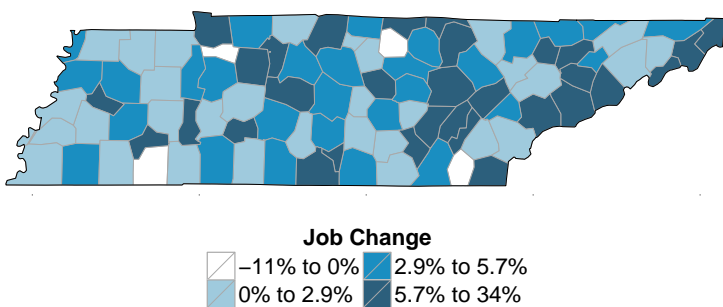 Job Change
−11% to 0% 2.9% to 5.7%
0% to 2.9% 5.7% to 34%